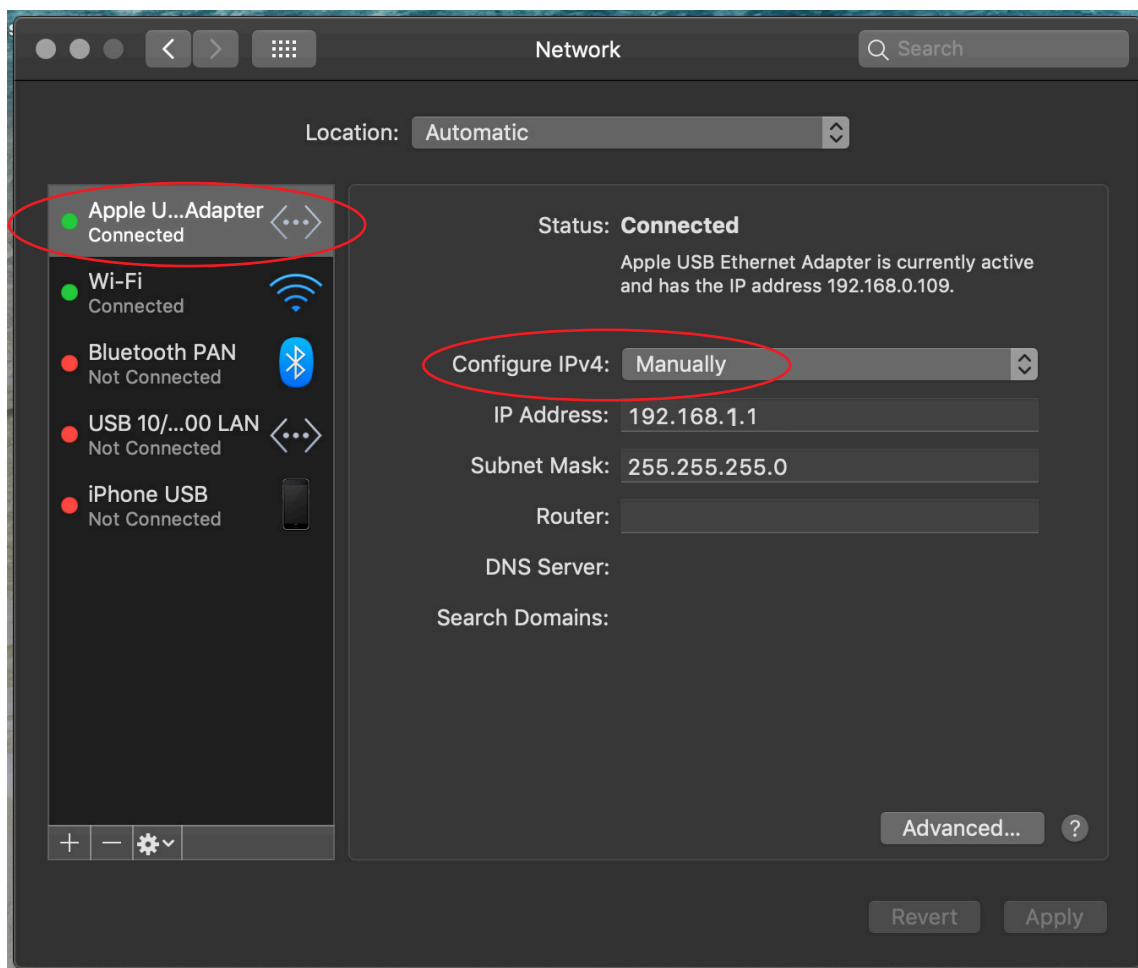 Network
Search
Location: Automatic
Apple U...Adapter
Connected
Wi-Fi
Connected
Bluetooth PAN
Not Connected
USB 10/...00 LAN
Not Connected
iPhone USB
Not Connected
Status: Connected
Apple USB Ethernet Adapter is currently active
and has the IP address 192.168.0.109.
Configure IPv4: Manually
IP Address: 192.168.1.1
Subnet Mask: 255.255.255.0
Router:
DNS Server:
Search Domains:
Advanced...
?
Revert
Apply